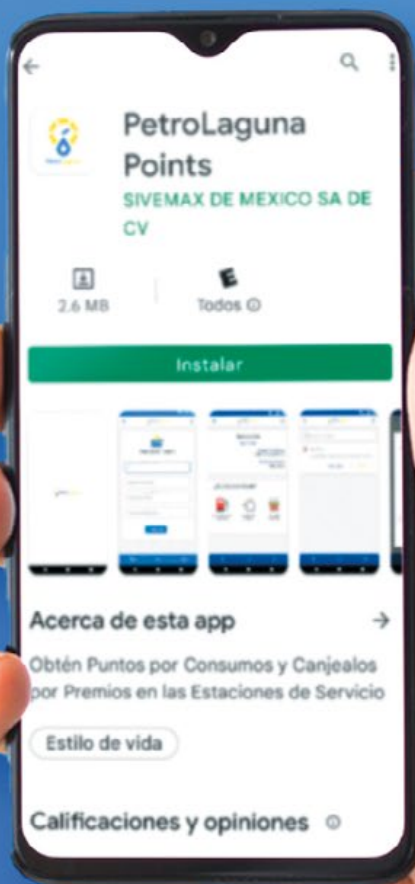 PetroLaguna
Points
SIVEMAX DE MEXICO SA DE
CV
2.6 MB
E
Todos
Instalar
Acerca de esta app
Obtén Puntos por Consumos y Canjealos
por Premios en las Estaciones de Servicio
Estilo de vida
Calificaciones y opiniones